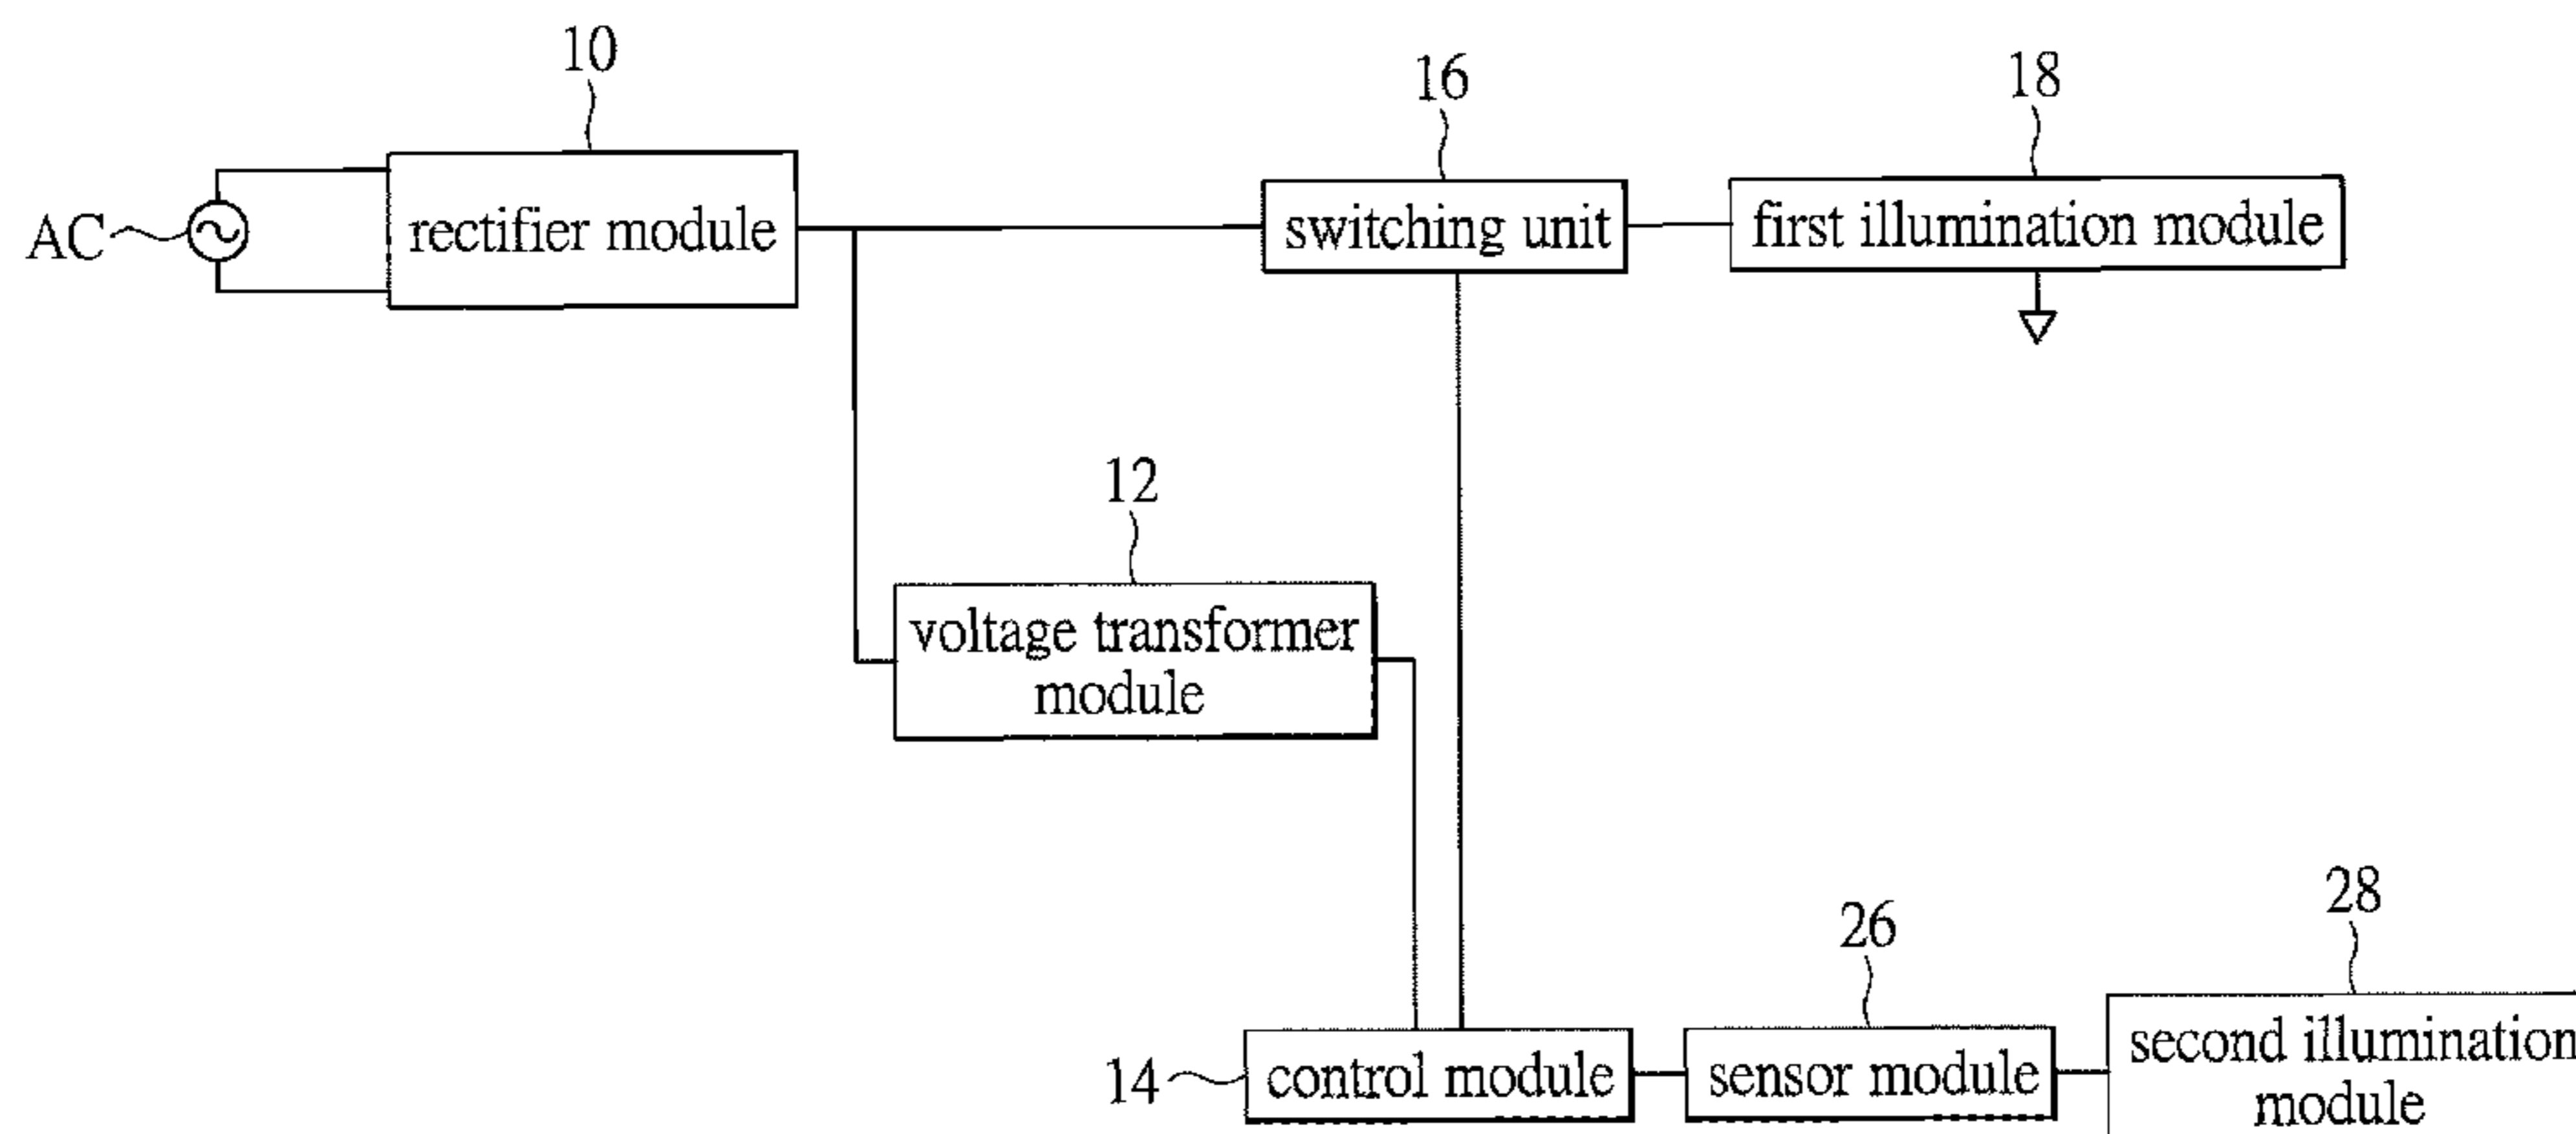 10
16
18
AC
rectifier module
switching unit
first illumination module
12
voltage transformer
module
28
26
14
control module
sensor module
second illumination
module